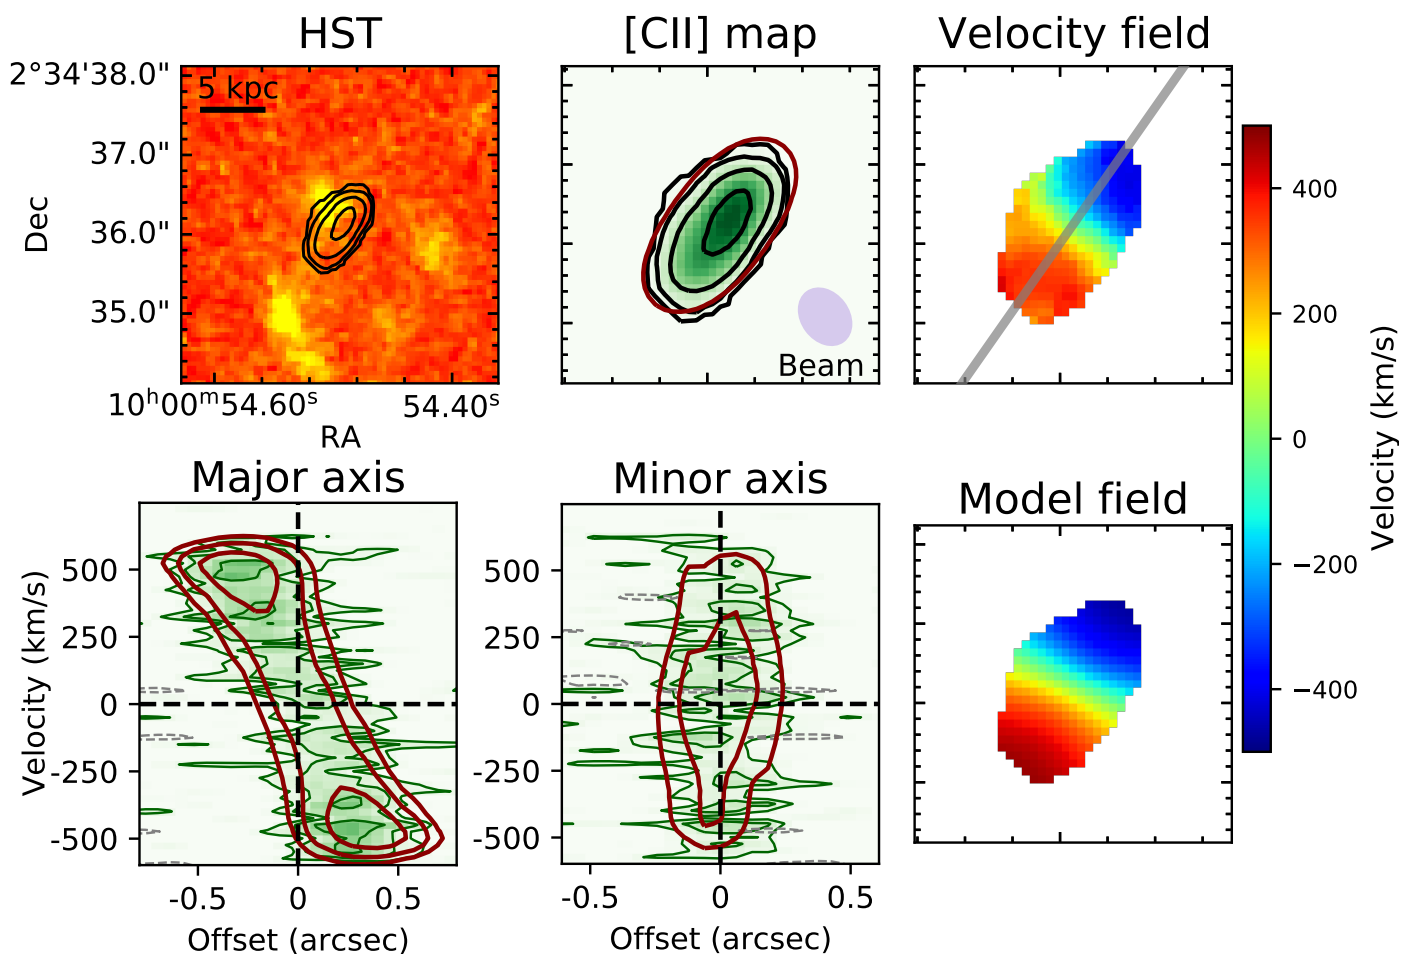 HST
[CII] map
Velocity field
2°34'38.0"
5 kpc
37.0"
36.0"
35.0"
Dec
10ʰ00ᵐ54.60ˢ
54.40ˢ
RA
Beam
400
200
0
−200
−400
Velocity (km/s)
Major axis
Minor axis
Model field
500
250
0
-250
-500
Velocity (km/s)
-0.5
0
0.5
Offset (arcsec)
500
250
0
-250
-500
-0.5
0
0.5
Offset (arcsec)